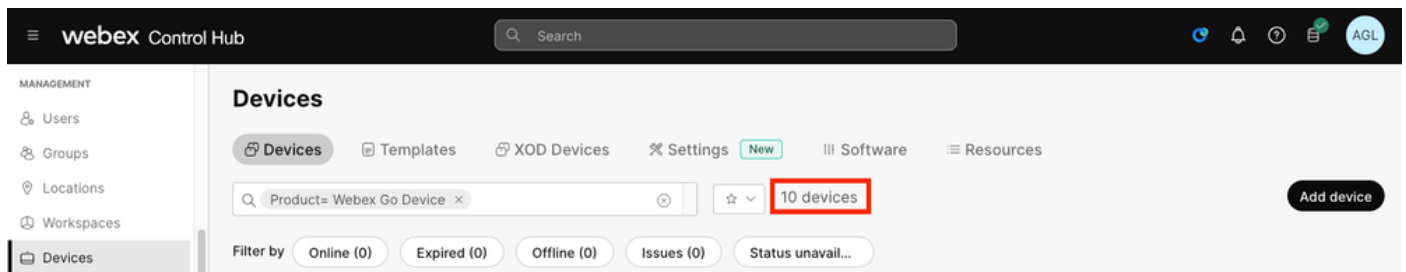 webex Control Hub
Search
AGL
MANAGEMENT
Users
Groups
Locations
Workspaces
Devices
Devices
Devices
Templates
XOD Devices
Settings New
Software
Resources
Product= Webex Go Device ×
10 devices
Add device
Filter by
Online (0)
Expired (0)
Offline (0)
Issues (0)
Status unavail...